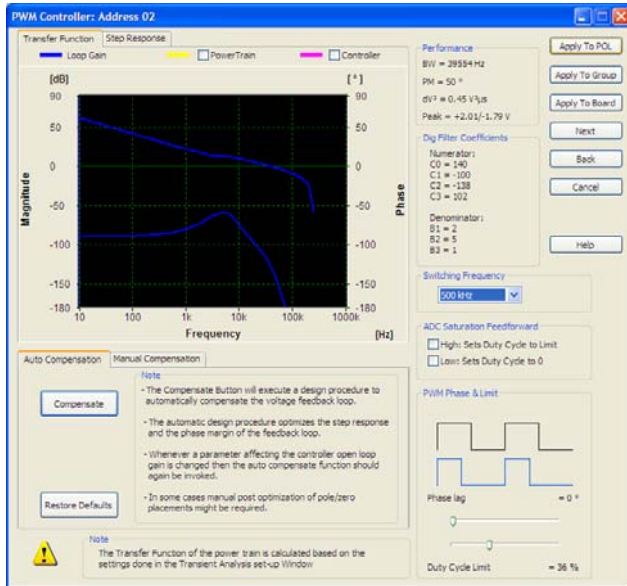 PWM Controller: Address 02
Transfer Function Step Response
Loop Gain PowerTrain Controller
[dB] [°]
90 90
50 50
0 0
-50 -50
-100 -100
-150 -150
-180 -180
Magnitude
Phase
10 100 1k 10k 100k 1000k
Frequency [Hz]
Auto Compensation Manual Compensation
Compensate
Restore Defaults
Note
- The Compensate Button will execute a design procedure to
automatically compensate the voltage feedback loop.
- The automatic design procedure optimizes the step response
and the phase margin of the feedback loop.
- Whenever a parameter affecting the controller open loop
gain is changed then the auto compensate function should
again be invoked.
- In some cases manual post optimization of pole/zero
placements might be required.
Note
The Transfer Function of the power train is calculated based on the
settings done in the Transient Analysis set-up Window
Performance
BW = 39554 Hz
PM = 50 °
dV² = 0.45 V²µs
Peak = +2.01/-1.79 V
Dig Filter Coefficients
Numerator:
C0 = 140
C1 = -100
C2 = -138
C3 = 102
Denominator:
B1 = 2
B2 = 5
B3 = 1
Switching Frequency
500 kHz
ADC Saturation Feedforward
High: Sets Duty Cycle to Limit
Low: Sets Duty Cycle to 0
PWM Phase & Limit
Phase lag = 0 °
Duty Cycle Limit = 36 %
Apply To POL
Apply To Group
Apply To Board
Next
Back
Cancel
Help